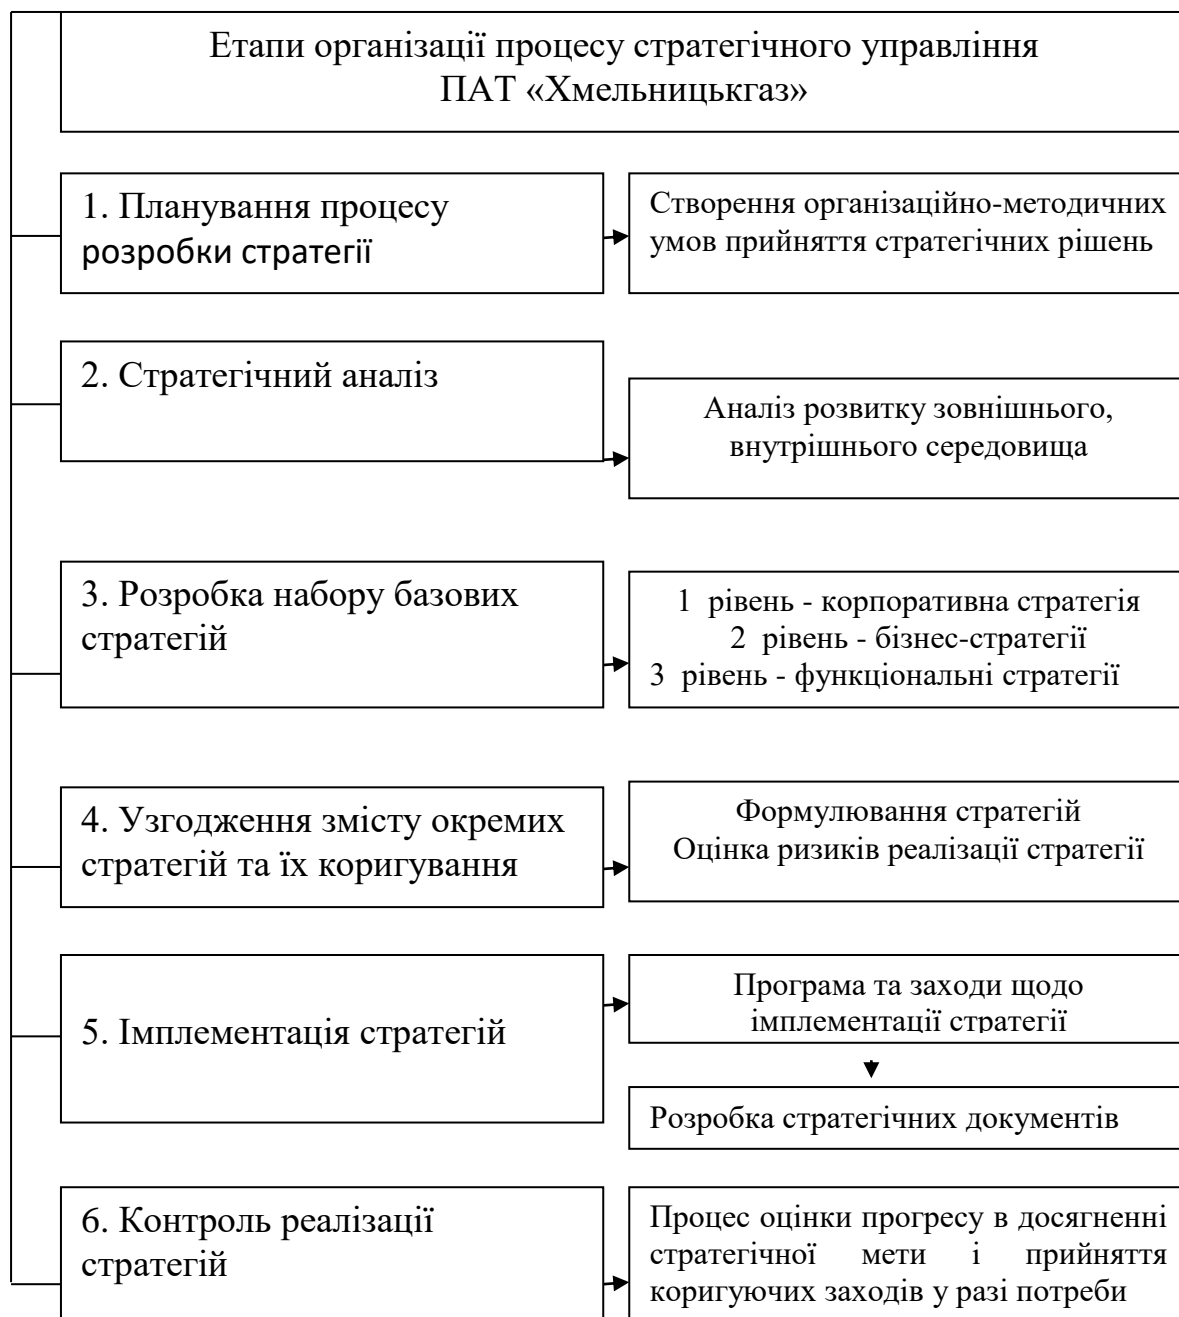 Етапи організації процесу стратегічного управління
ПАТ «Хмельницькгаз»
1. Планування процесу
розробки стратегії
Створення організаційно-методичних
умов прийняття стратегічних рішень
2. Стратегічний аналіз
Аналіз розвитку зовнішнього,
внутрішнього середовища
3. Розробка набору базових
стратегій
1 рівень - корпоративна стратегія
2 рівень - бізнес-стратегії
3 рівень - функціональні стратегії
4. Узгодження змісту окремих
стратегій та їх коригування
Формулювання стратегій
Оцінка ризиків реалізації стратегії
5. Імплементація стратегій
Програма та заходи щодо
імплементації стратегії
Розробка стратегічних документів
6. Контроль реалізації
стратегій
Процес оцінки прогресу в досягненні
стратегічної мети і прийняття
коригуючих заходів у разі потреби